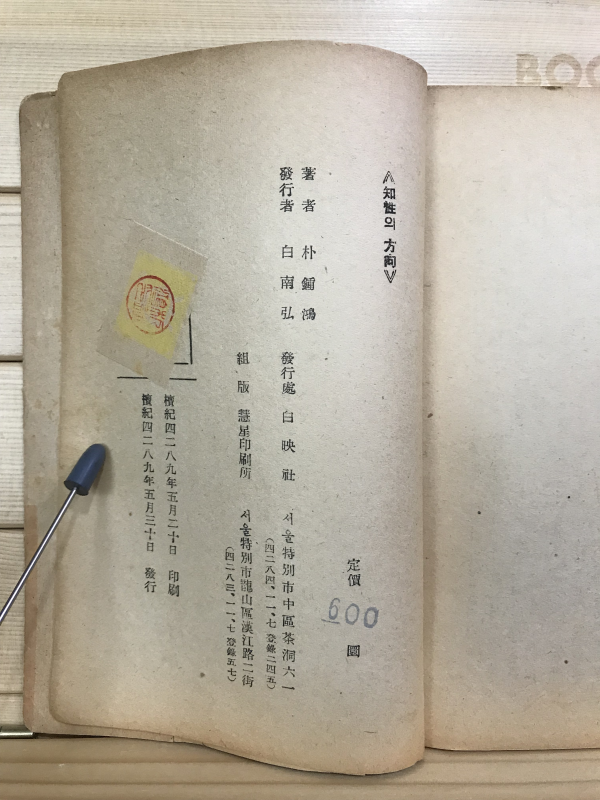 BOO
≪知性의 方向≫
定價 600 圜
著者 朴鍾鴻
發行者 白南弘 發行處 白映社 서울特別市中區茶洞六一
(四二八四、一一、七 登錄二四五)
組版 慧星印刷所 서울特別市龍山區漢江路二街
(四二八三、一一、七 登錄五七)
檀紀四二八九年五月二十日 印刷
檀紀四二八九年五月三十日 發行